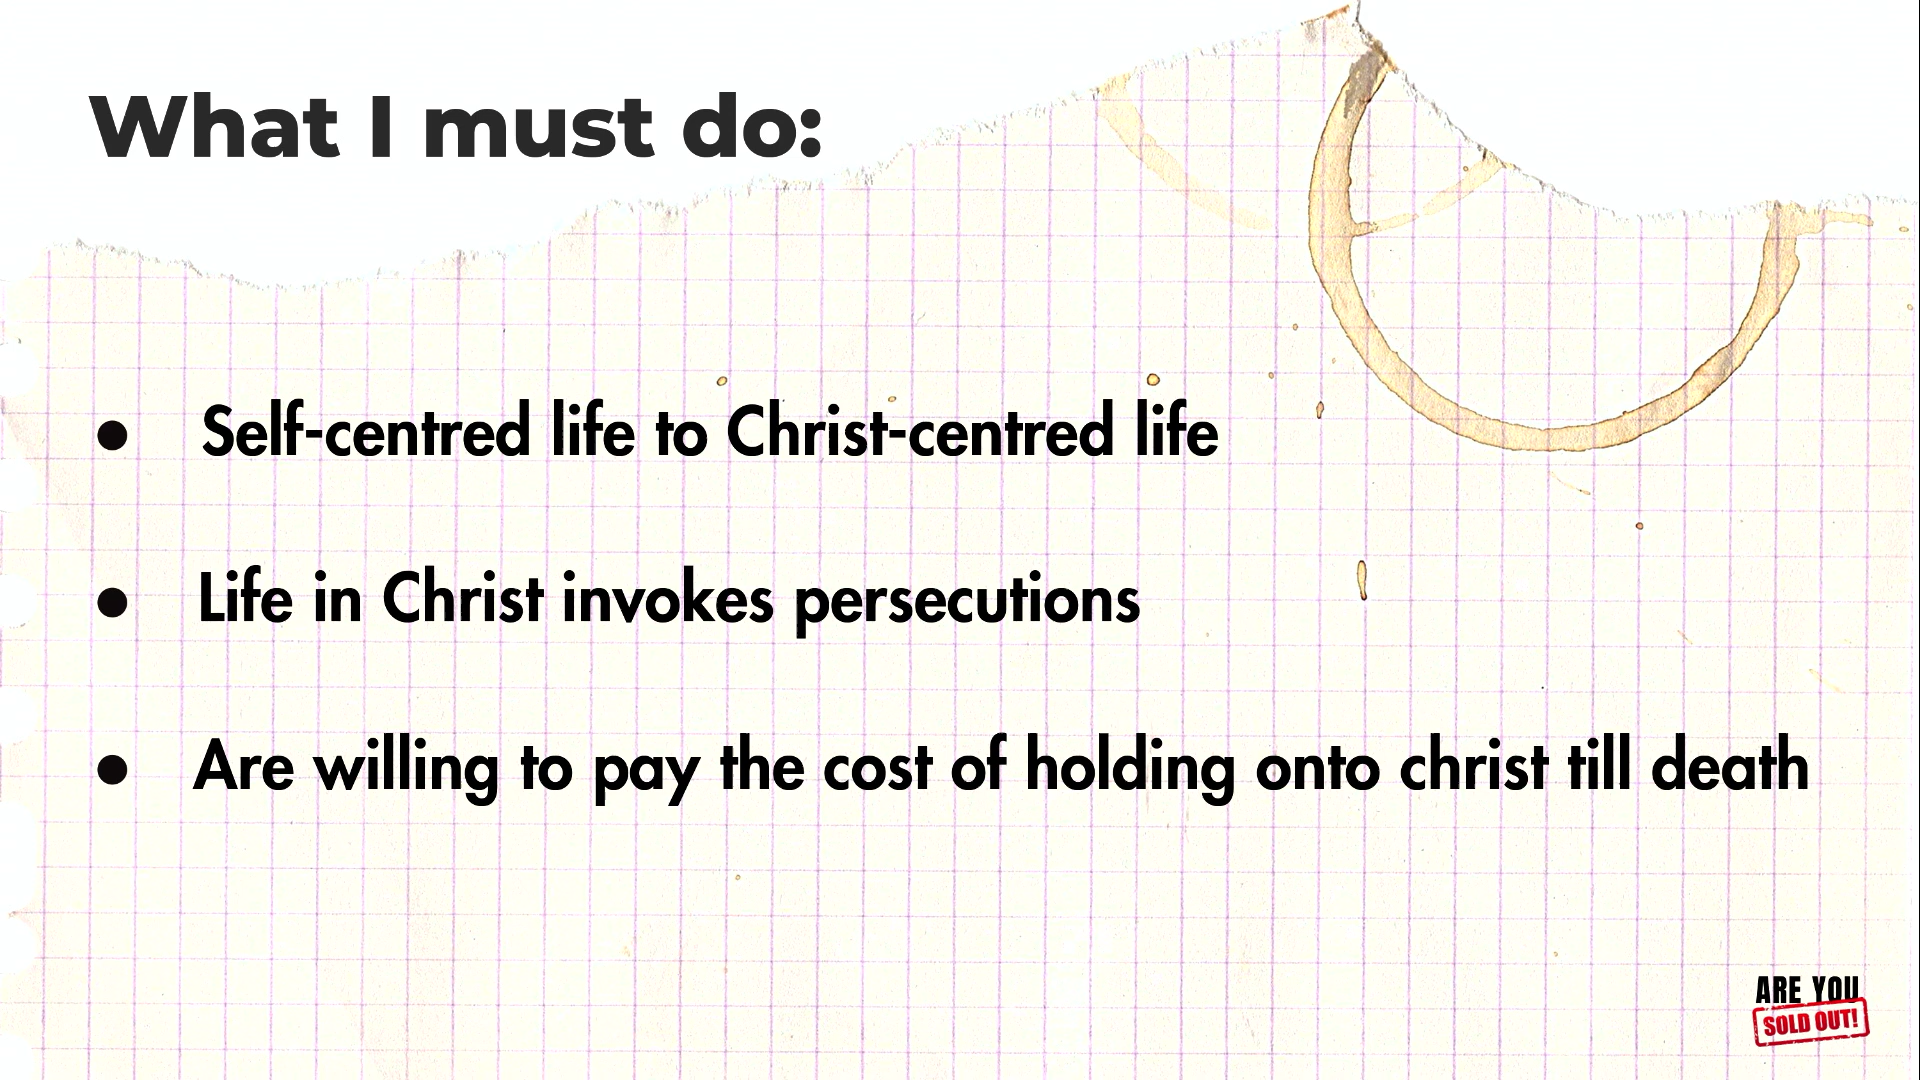 What I must do:
● Self-centred life to Christ-centred life
● Life in Christ invokes persecutions
● Are willing to pay the cost of holding onto christ till death
ARE YOU
SOLD OUT!